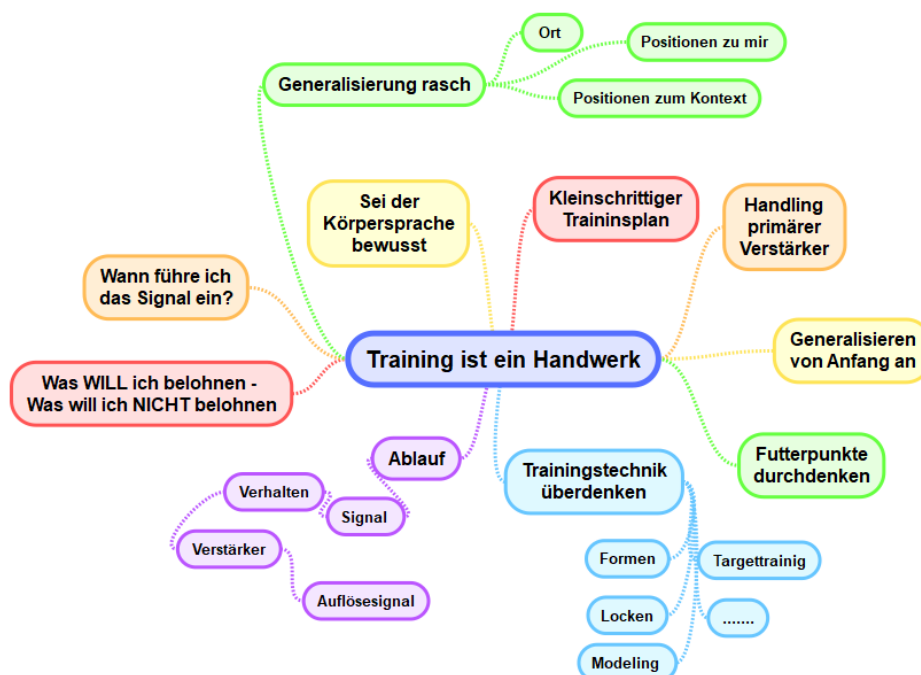 Ort
Positionen zu mir
Generalisierung rasch
Positionen zum Kontext
Sei der
Körpersprache
bewusst
Kleinschrittiger
Traininsplan
Handling
primärer
Verstärker
Wann führe ich
das Signal ein?
Training ist ein Handwerk
Generalisieren
von Anfang an
Was WILL ich belohnen -
Was will ich NICHT belohnen
Ablauf
Trainingstechnik
überdenken
Futterpunkte
durchdenken
Verhalten
Signal
Verstärker
Auflösesignal
Formen
Targettrainig
Locken
.......
Modeling